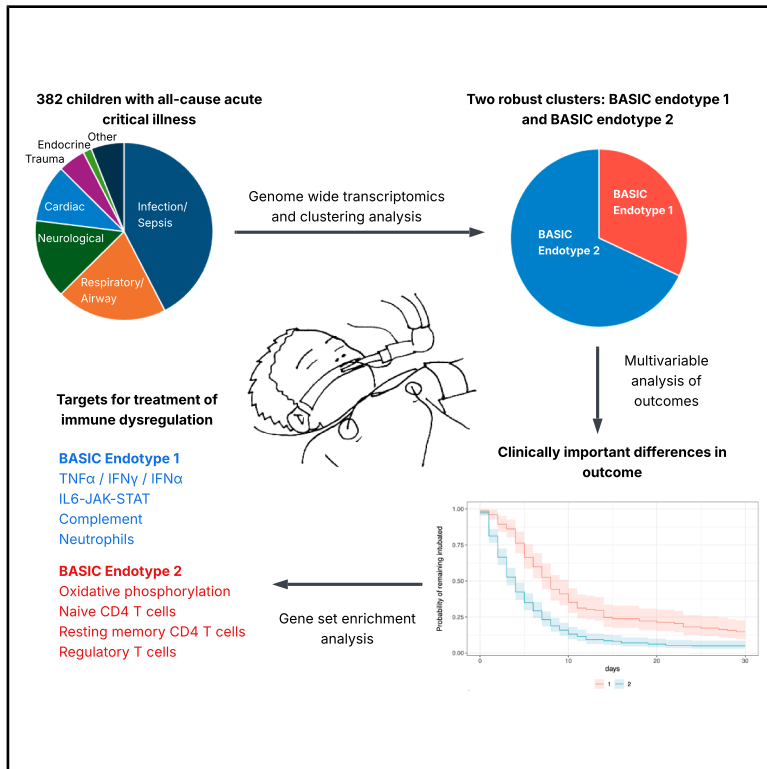 382 children with all-cause acute
critical illness
Other
Endocrine
Trauma
Cardiac
Neurological
Respiratory/
Airway
Infection/
Sepsis
Genome wide transcriptomics
and clustering analysis
Two robust clusters: BASIC endotype 1
and BASIC endotype 2
BASIC
Endotype 1
BASIC
Endotype 2
Multivariable
analysis of
outcomes
Clinically important differences in
outcome
Probability of remaining intubated
1.00
0.75
0.50
0.25
0.00
0
10
20
30
days
1
2
Gene set enrichment
analysis
Targets for treatment of
immune dysregulation
BASIC Endotype 1
TNFα / IFNγ / IFNα
IL6-JAK-STAT
Complement
Neutrophils
BASIC Endotype 2
Oxidative phosphorylation
Naive CD4 T cells
Resting memory CD4 T cells
Regulatory T cells